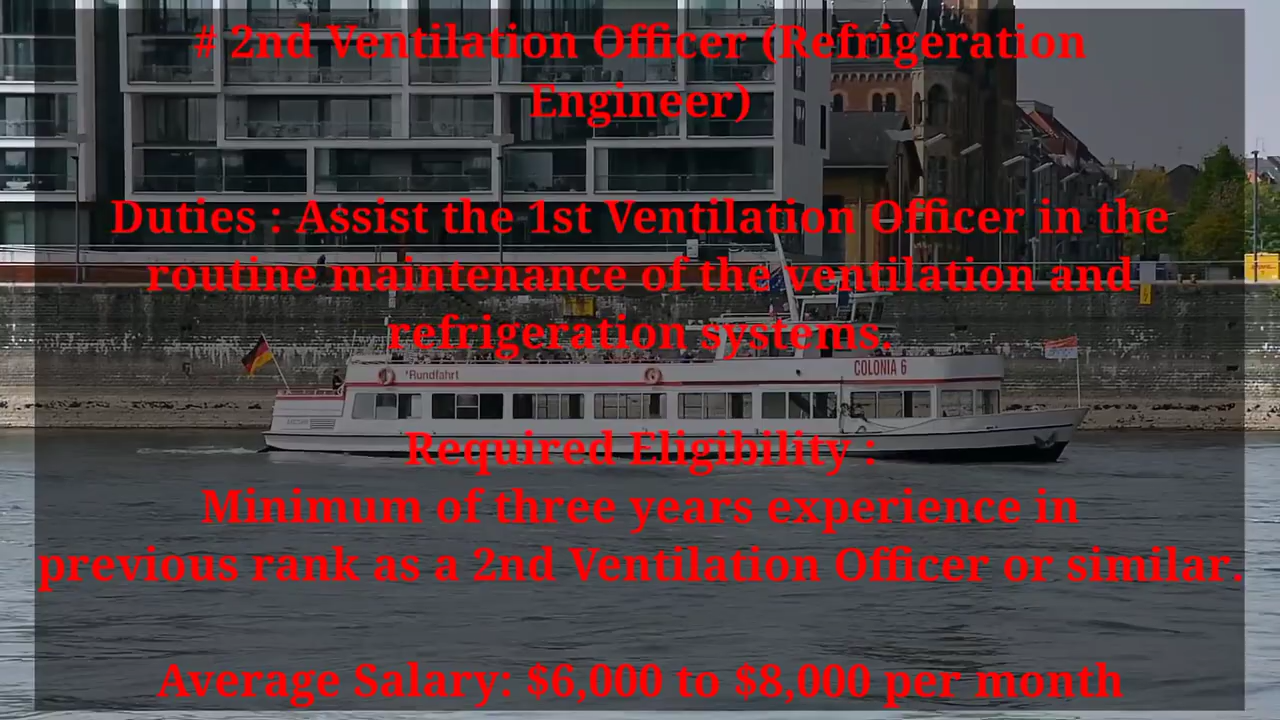 # 2nd Ventilation Officer (Refrigeration
Engineer)
Duties : Assist the 1st Ventilation Officer in the
routine maintenance of the ventilation and
refrigeration systems.
*Rundfahrt
COLONIA 6
Required Eligibility :
Minimum of three years experience in
previous rank as a 2nd Ventilation Officer or similar.
Average Salary: $6,000 to $8,000 per month